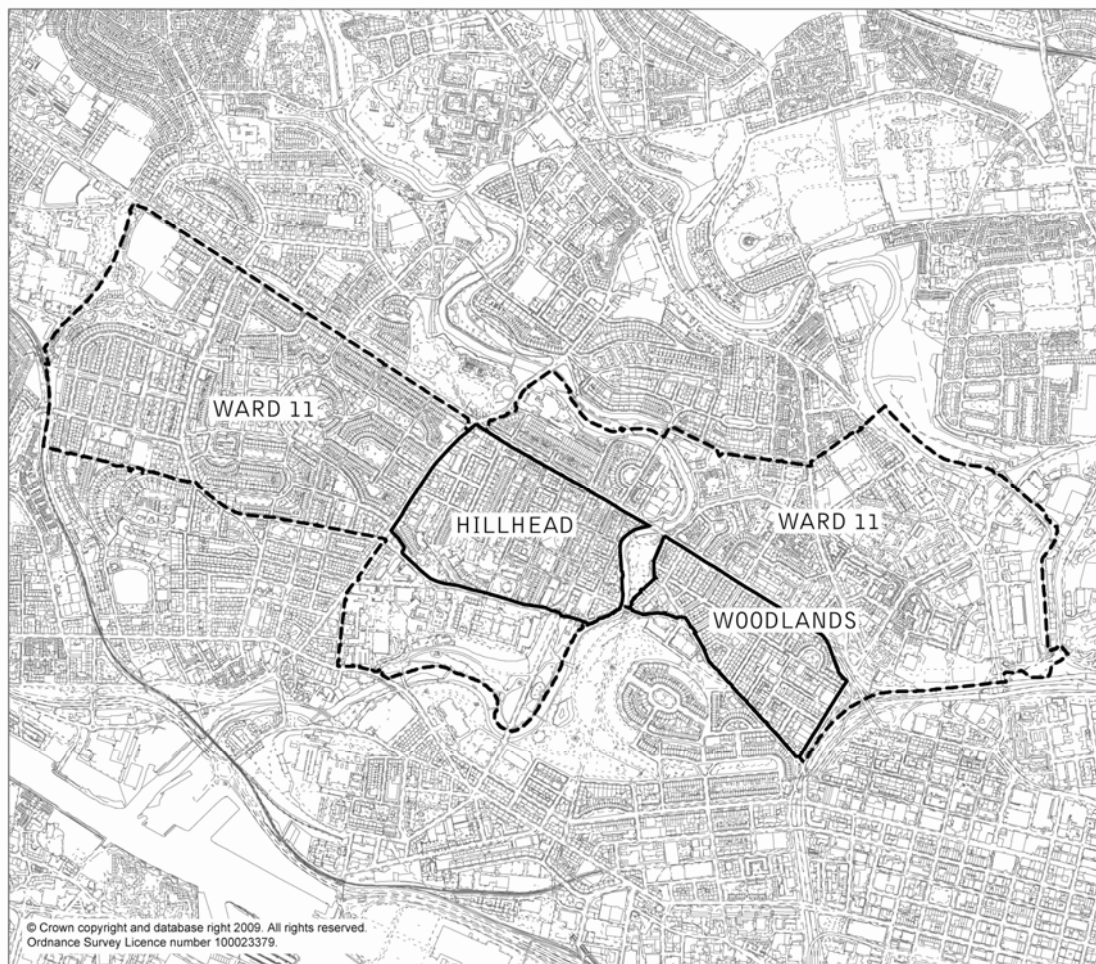 WARD 11
HILLHEAD
WARD 11
WOODLANDS
© Crown copyright and database right 2009. All rights reserved.
Ordnance Survey Licence number 100023379.